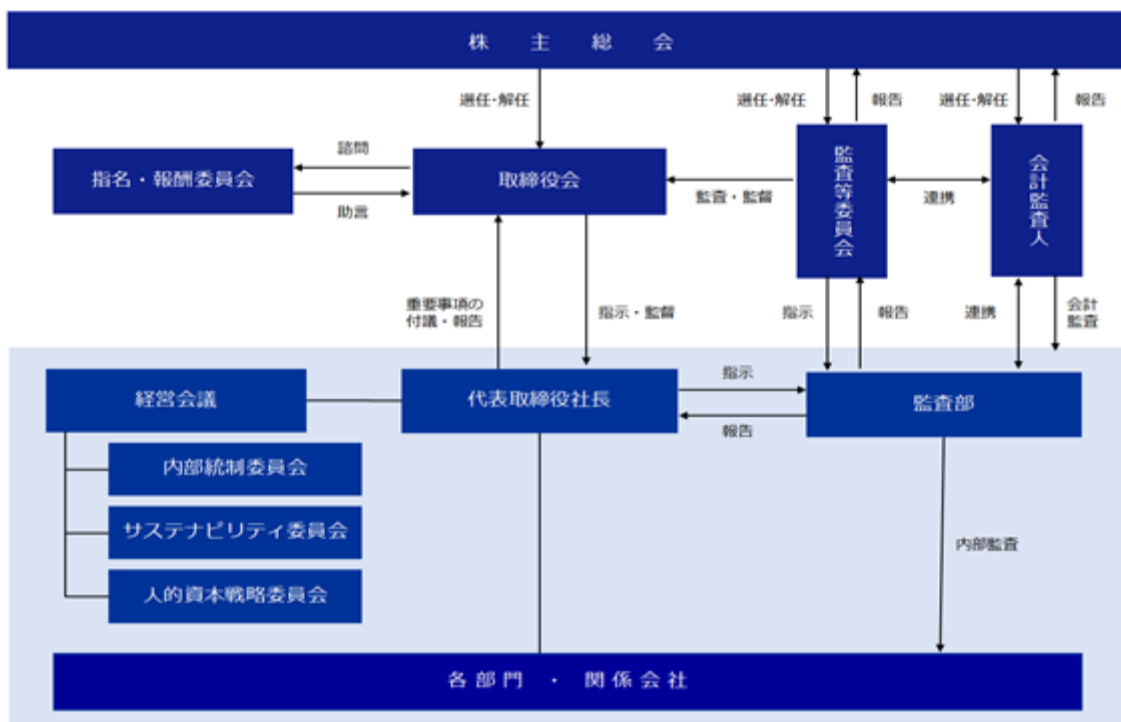 株主総会
選任・解任
選任・解任
報告
選任・解任
報告
指名・報酬委員会
諮問
助言
取締役会
監査・監督
監査等委員会
連携
会計監査人
重要事項の
付議・報告
指示・監督
指示
報告
連携
会計
監査
経営会議
代表取締役社長
指示
報告
監査部
内部統制委員会
サステナビリティ委員会
人的資本戦略委員会
内部監査
各部門・関係会社